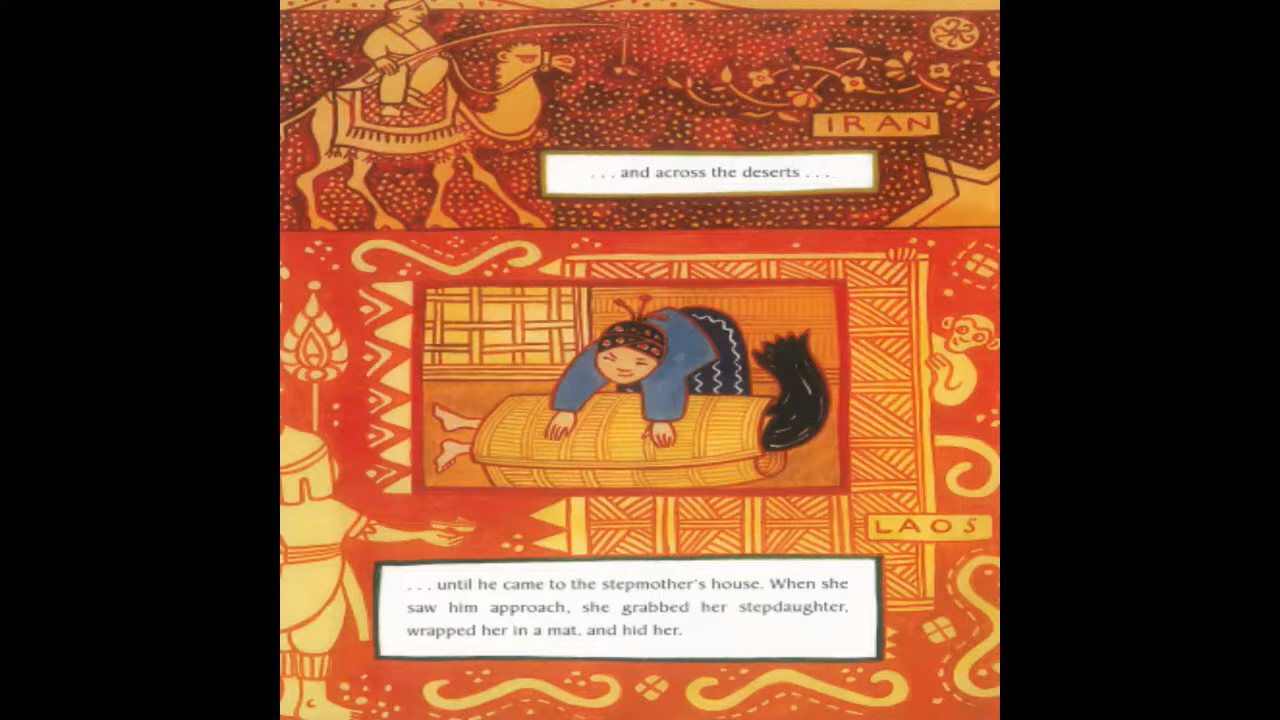 IRAN
. . . and across the deserts . . .
LAOS
. . . until he came to the stepmother's house. When she
saw him approach, she grabbed her stepdaughter,
wrapped her in a mat, and hid her.